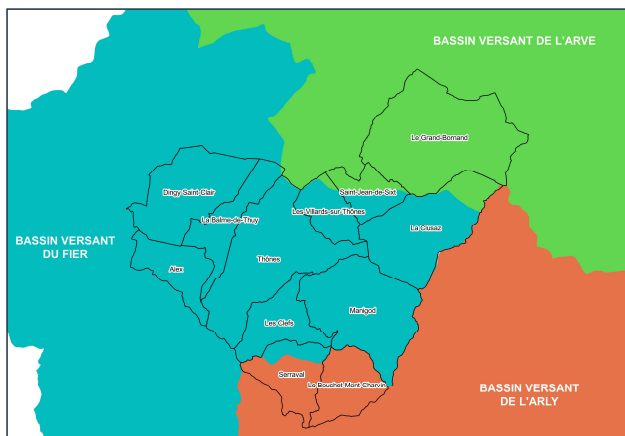 BASSIN VERSANT DE L'ARVE
Le Grand-Bornand
Dingy-Saint-Clair
Saint-Jean-de-Sixt
La Balme-de-Thuy
Les-Villards-sur-Thônes
La Clusaz
BASSIN VERSANT
DU FIER
Alex
Thônes
Manigod
Les Clefs
Serraval
Le Bouchet-Mont-Charvin
BASSIN VERSANT
DE L'ARLY